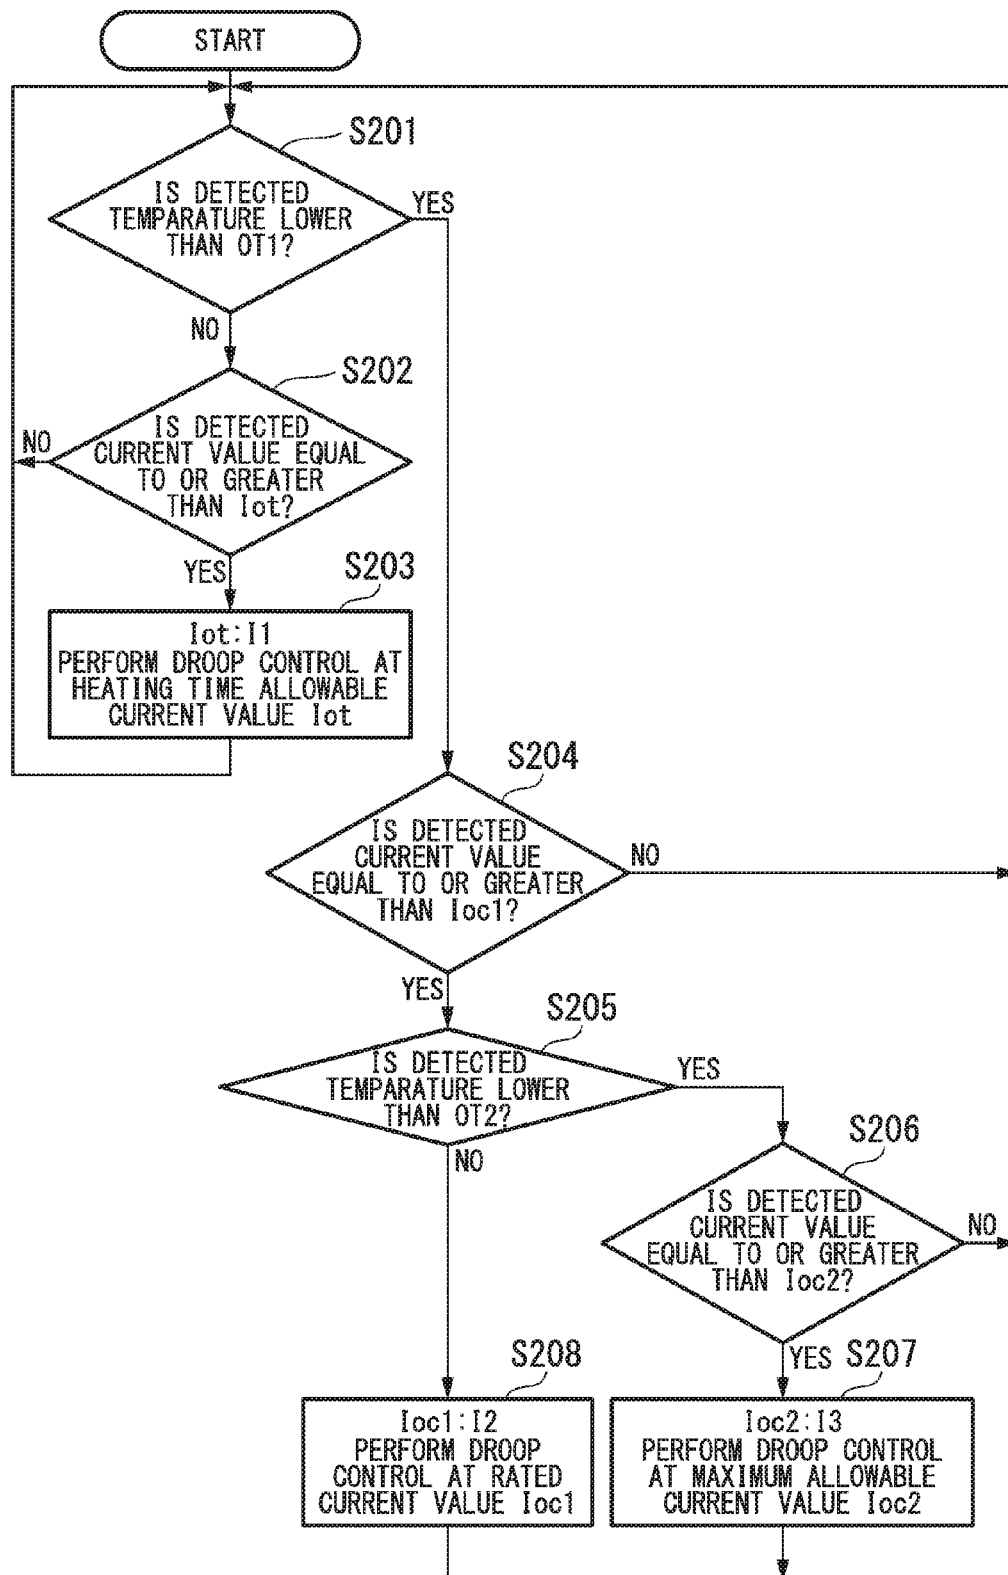 START
S201
IS DETECTED
TEMPARATURE LOWER
THAN OT1?
YES
NO
S202
IS DETECTED
CURRENT VALUE EQUAL
TO OR GREATER
THAN Iot?
NO
YES
S203
Iot:I1
PERFORM DROOP CONTROL AT
HEATING TIME ALLOWABLE
CURRENT VALUE Iot
S204
IS DETECTED
CURRENT VALUE
EQUAL TO OR GREATER
THAN Ioc1?
NO
YES
S205
IS DETECTED
TEMPARATURE LOWER
THAN OT2?
YES
NO
S206
IS DETECTED
CURRENT VALUE
EQUAL TO OR GREATER
THAN Ioc2?
NO
YES
S207
Ioc2:I3
PERFORM DROOP CONTROL
AT MAXIMUM ALLOWABLE
CURRENT VALUE Ioc2
S208
Ioc1:I2
PERFORM DROOP
CONTROL AT RATED
CURRENT VALUE Ioc1